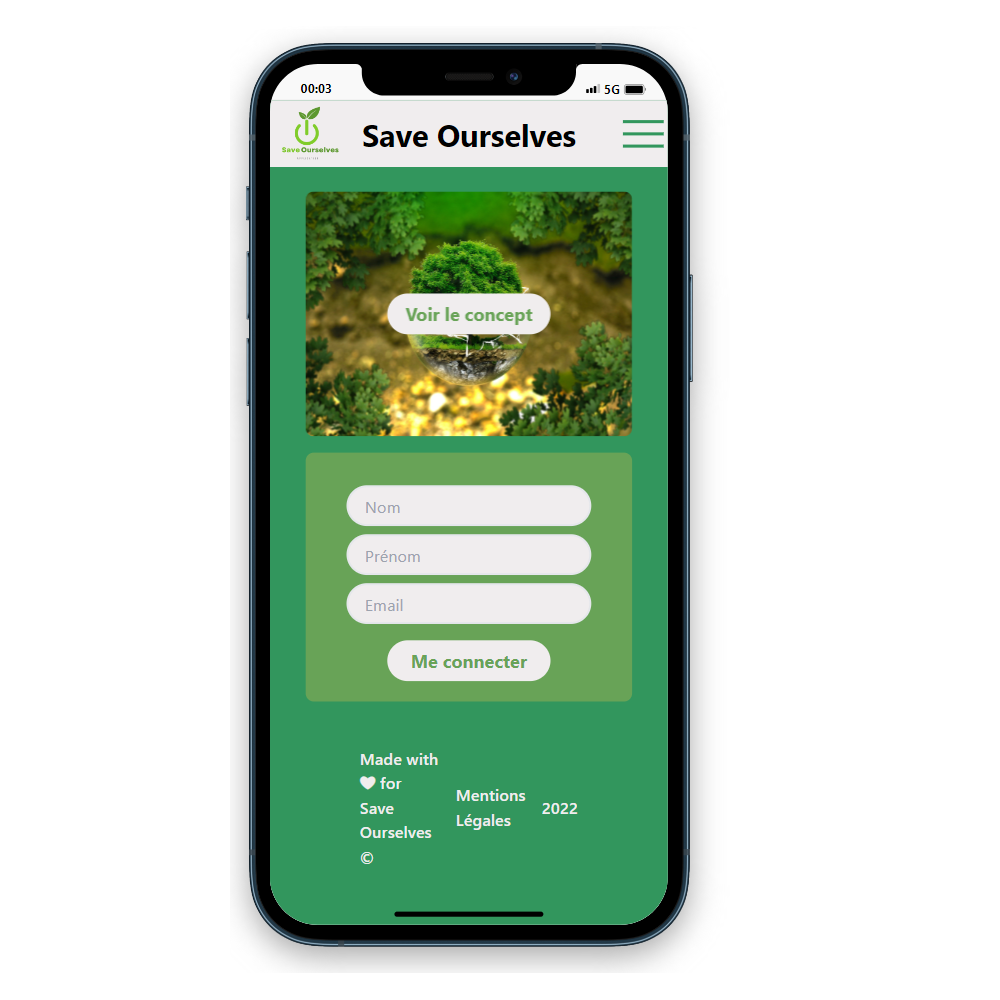 00:03
5G
Save Ourselves
Save Ourselves
Voir le concept
Nom
Prénom
Email
Me connecter
Made with
♥ for
Save
Ourselves
©
Mentions
Légales
2022